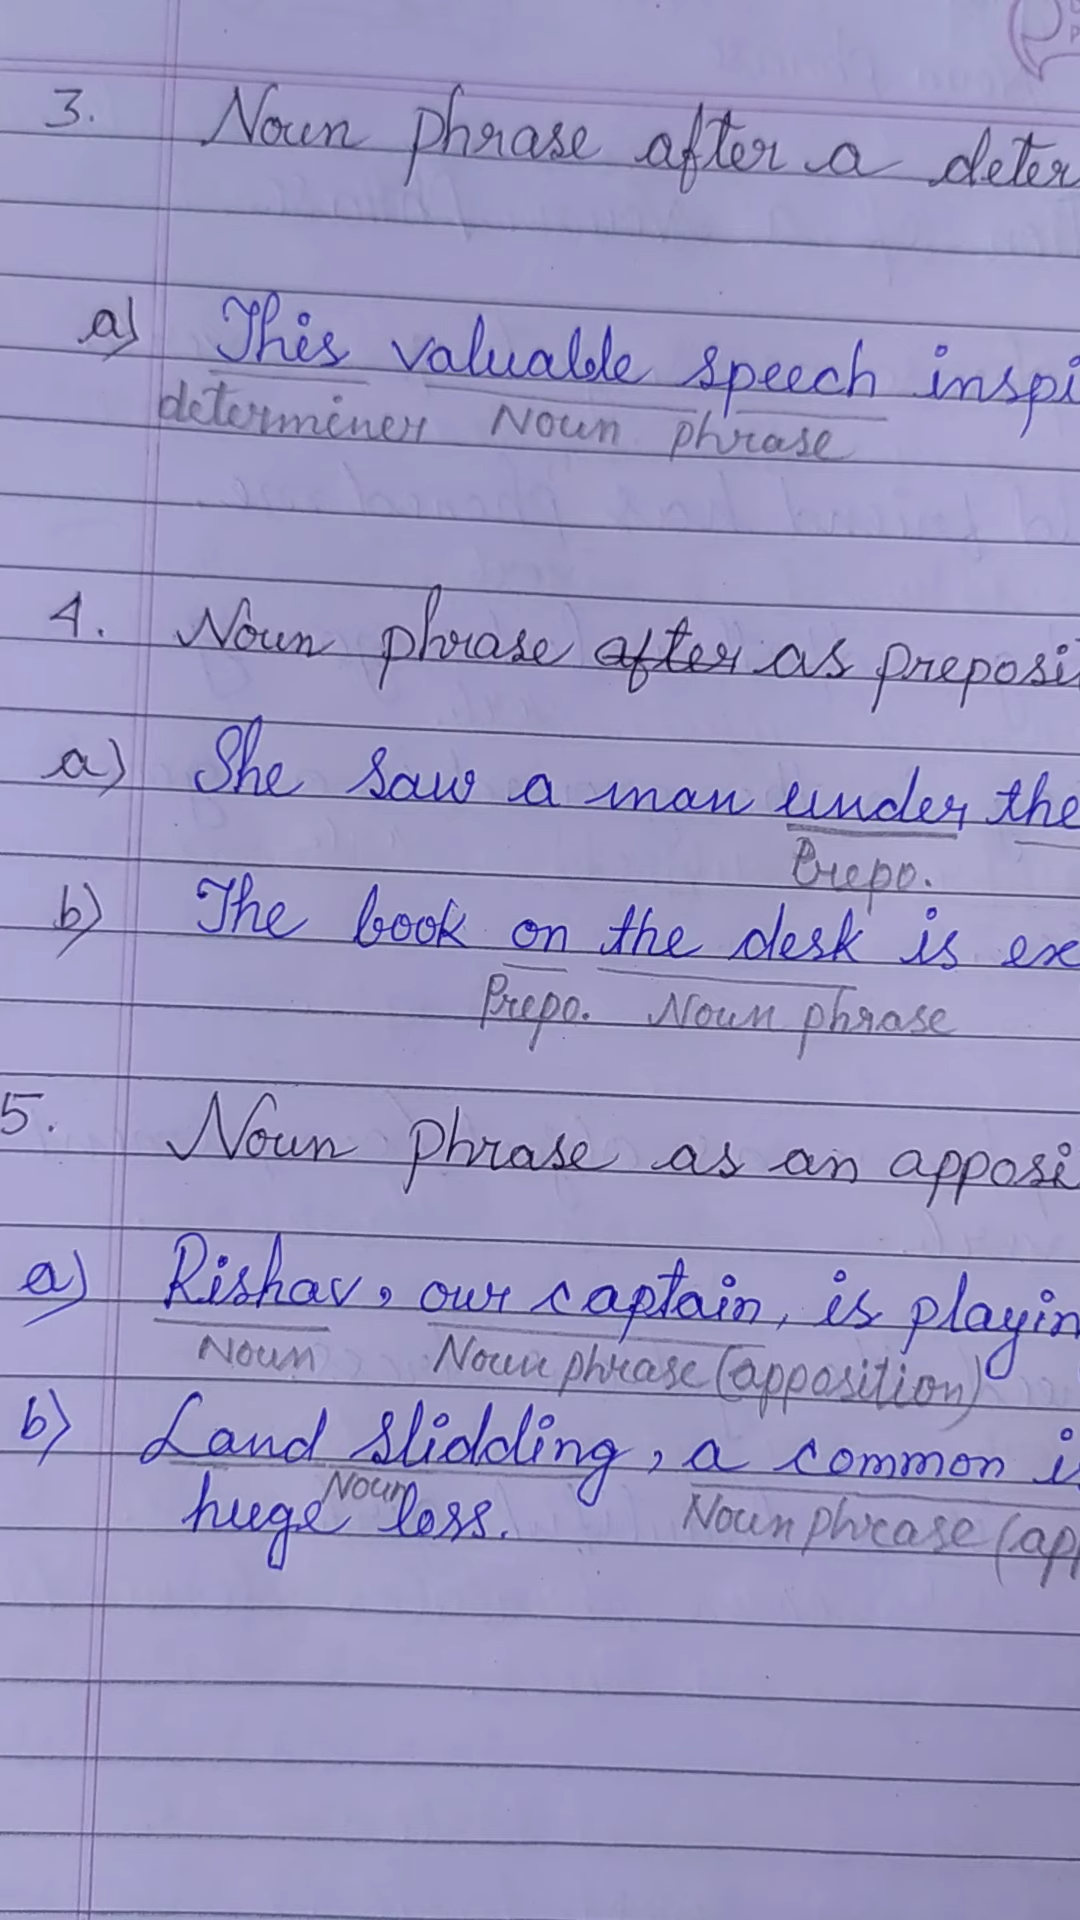 3. Noun phrase after a deter
a) This valuable speech inspi
determiner Noun phrase
4. Noun phrase after as preposi
a) She saw a man under the
Prepo.
b) The book on the desk is ex
Prepo. Noun phrase
5. Noun phrase as an apposi
a) Rishav, our captain, is playin
Noun Noun phrase (apposition)
b) Land slidding, a common i
Noun Noun phrase (app
huge loss.